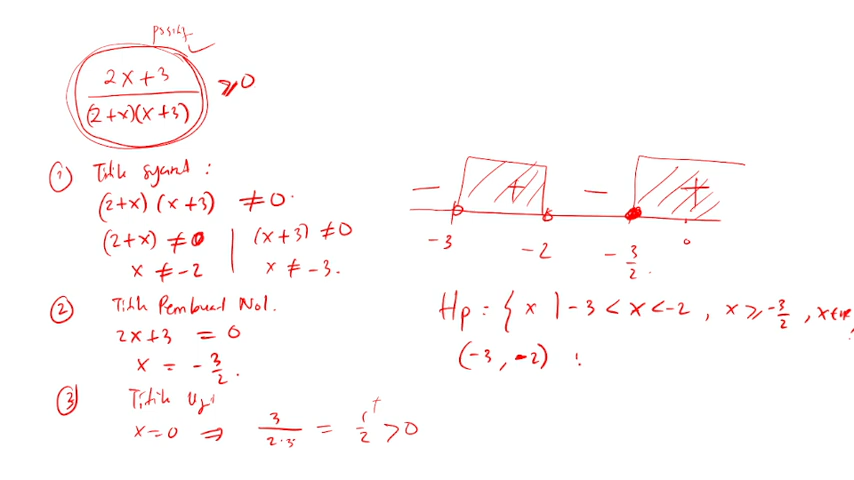 positif
2x+3
(2+x)(x+3)
≥0
① Titik syarat :
(2+x) (x+3) ≠0.
(2+x) ≠0 | (x+3) ≠0
x ≠-2 | x ≠ -3.
② Titik Pembuat Nol.
2x+3 = 0
x = -3/2.
③ Titik Uji
x=0 ⇒ 3/2·3 = 1/2 >0
+
− + − +
-3 -2 -3/2. 0
Hp = { x | -3 < x <-2 , x ≥ -3/2 , x∈
(-3, -2)